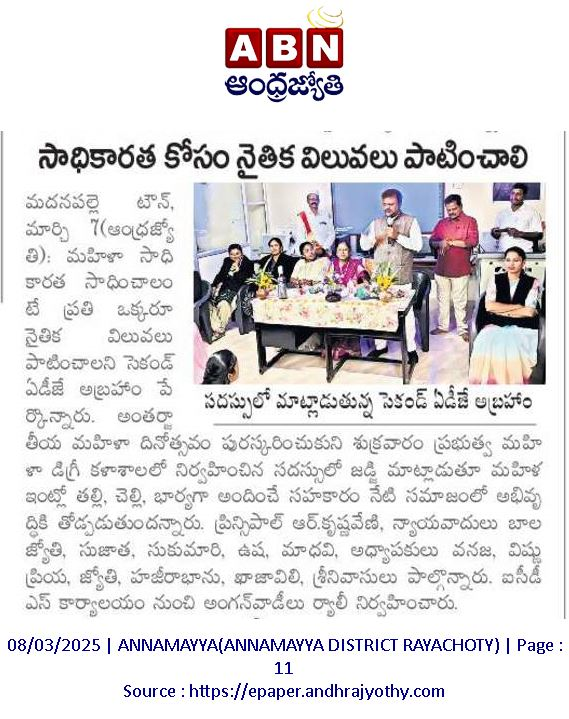 ABN
ఆంధ్రజ్యోతి
సాధికారత కోసం నైతిక విలువలు పాటించాలి
మదనపల్లె టౌన్,
మార్చి 7(ఆంధ్రజ్యో
తి): మహిళా సాధి
కారత సాధించాలం
టే ప్రతి ఒక్కరూ
నైతిక విలువలు
పాటించాలని సెకండ్
ఏడీజే అబ్రహాం పే
ర్కొన్నారు. అంతర్జా
సదస్సులో మాట్లాడుతున్న సెకండ్ ఏడీజే అబ్రహాం
తీయ మహిళా దినోత్సవం పురస్కరించుకుని శుక్రవారం ప్రభుత్వ మహి
ళా డిగ్రీ కళాశాలలో నిర్వహించిన సదస్సులో జడ్జి మాట్లాడుతూ మహిళ
ఇంట్లో తల్లి, చెల్లి, భార్యగా అందించే సహకారం నేటి సమాజంలో అభివృ
ద్ధికి తోడ్పడుతుందన్నారు. ప్రిన్సిపాల్ ఆర్.కృష్ణవేణి, న్యాయవాదులు బాల
జ్యోతి, సుజాత, సుకుమారి, ఉష, మాధవి, అధ్యాపకులు వనజ, విష్ణు
ప్రియ, జ్యోతి, హజీరాభాను, ఖాజావిలి, శ్రీనివాసులు పాల్గొన్నారు. ఐసీడీ
ఎస్ కార్యాలయం నుంచి అంగన్‌వాడీలు ర్యాలీ నిర్వహించారు.
08/03/2025 | ANNAMAYYA(ANNAMAYYA DISTRICT RAYACHOTY) | Page :
11
Source : https://epaper.andhrajyothy.com